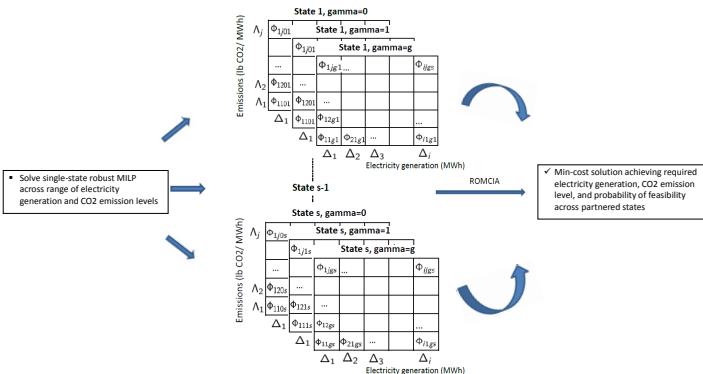 State 1, gamma=0
State 1, gamma=1
State 1, gamma=g
Emissions (lb CO2/ MWh)
Λj Φ1j01
Φ1j01
Φ1jg1 ... Φijgs
...
...
Λ2 Φ1201 ...
Λ1 Φ1101 Φ1201 ...
Δ1 Φ1101 Φ12g1 ...
Δ1 Φ11g1 Φ21g1 ... Φi1g1
Δ1 Δ2 Δ3 Δi
Electricity generation (MWh)
▪ Solve single-state robust MILP
across range of electricity
generation and CO2 emission levels
State s-1
ROMCIA
✓ Min-cost solution achieving required
electricity generation, CO2 emission
level, and probability of feasibility
across partnered states
State s, gamma=0
State s, gamma=1
State s, gamma=g
Emissions (lb CO2/ MWh)
Λj Φ1j0s
Φ1j1s
Φ1jgs ... Φijgs
...
Λ2 Φ120s ...
Λ1 Φ110s Φ121s ...
Δ1 Φ111s Φ12gs ...
Δ1 Φ11gs Φ21gs ... Φi1gs
Δ1 Δ2 Δ3 Δi
Electricity generation (MWh)